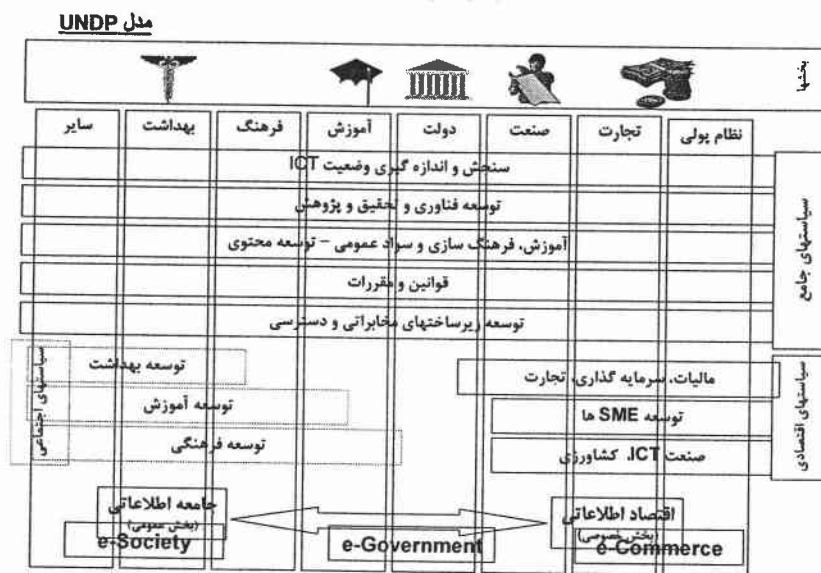 مدل UNDP
بخشها
نظام پولی
تجارت
صنعت
دولت
آموزش
فرهنگ
بهداشت
سایر
سیاستهای جامع
سنجش و اندازه گیری وضعیت ICT
توسعه فناوری و تحقیق و پژوهش
آموزش، فرهنگ سازی و سواد عمومی – توسعه محتوی
قوانین و مقررات
توسعه زیرساختهای مخابراتی و دسترسی
سیاستهای اقتصادی
مالیات، سرمایه گذاری، تجارت
توسعه SME ها
صنعت ICT، کشاورزی
سیاستهای اجتماعی
توسعه بهداشت
توسعه آموزش
توسعه فرهنگی
اقتصاد اطلاعاتی
(بخش خصوصی)
e-Commerce
e-Government
جامعه اطلاعاتی
(بخش عمومی)
e-Society